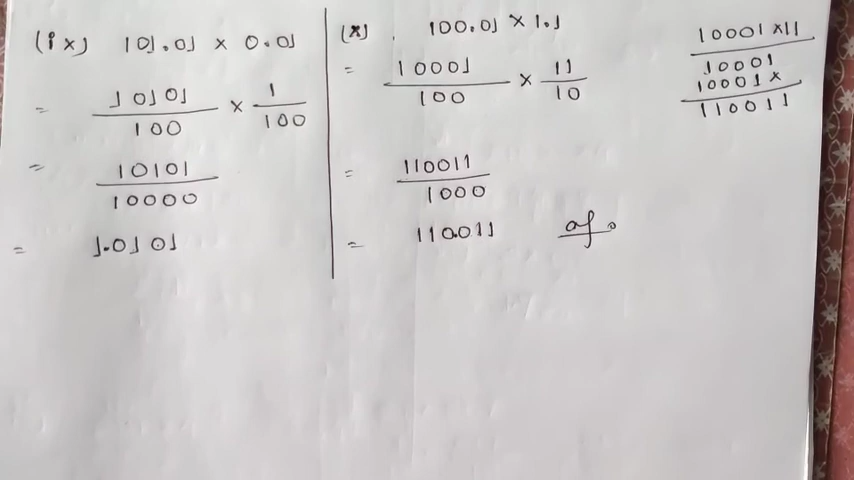 (ix) 101.01 × 0.01
= 10101/100 × 1/100
= 10101/10000
= 1.0101
(x) 100.01 × 1.1
= 10001/100 × 11/10
= 110011/1000
= 110.011
10001 × 11
10001
10001×
110011